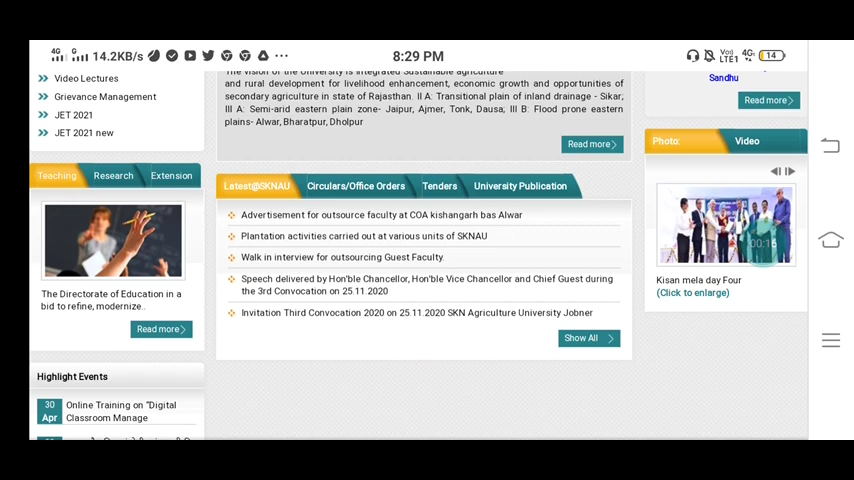 4G
14.2KB/s
8:29 PM
Vo))
LTE1
4G
14
Video Lectures
Grievance Management
JET 2021
JET 2021 new
Teaching
Research
Extension
The Directorate of Education in a
bid to refine, modernize..
Read more
Highlight Events
30
Apr
Online Training on "Digital
Classroom Manage
The vision of the University is integrated Sustainable agriculture
and rural development for livelihood enhancement, economic growth and opportunities of
secondary agriculture in state of Rajasthan. II A: Transitional plain of inland drainage - Sikar;
III A: Semi-arid eastern plain zone- Jaipur, Ajmer, Tonk, Dausa; III B: Flood prone eastern
plains- Alwar, Bharatpur, Dholpur
Read more
Latest@SKNAU
Circulars/Office Orders
Tenders
University Publication
Advertisement for outsource faculty at COA kishangarh bas Alwar
Plantation activities carried out at various units of SKNAU
Walk in interview for outsourcing Guest Faculty.
Speech delivered by Hon'ble Chancellor, Hon'ble Vice Chancellor and Chief Guest during
the 3rd Convocation on 25.11.2020
Invitation Third Convocation 2020 on 25.11.2020 SKN Agriculture University Jobner
Show All
Sandhu
Read more
Photo:
Video
00:16
Kisan mela day Four
(Click to enlarge)